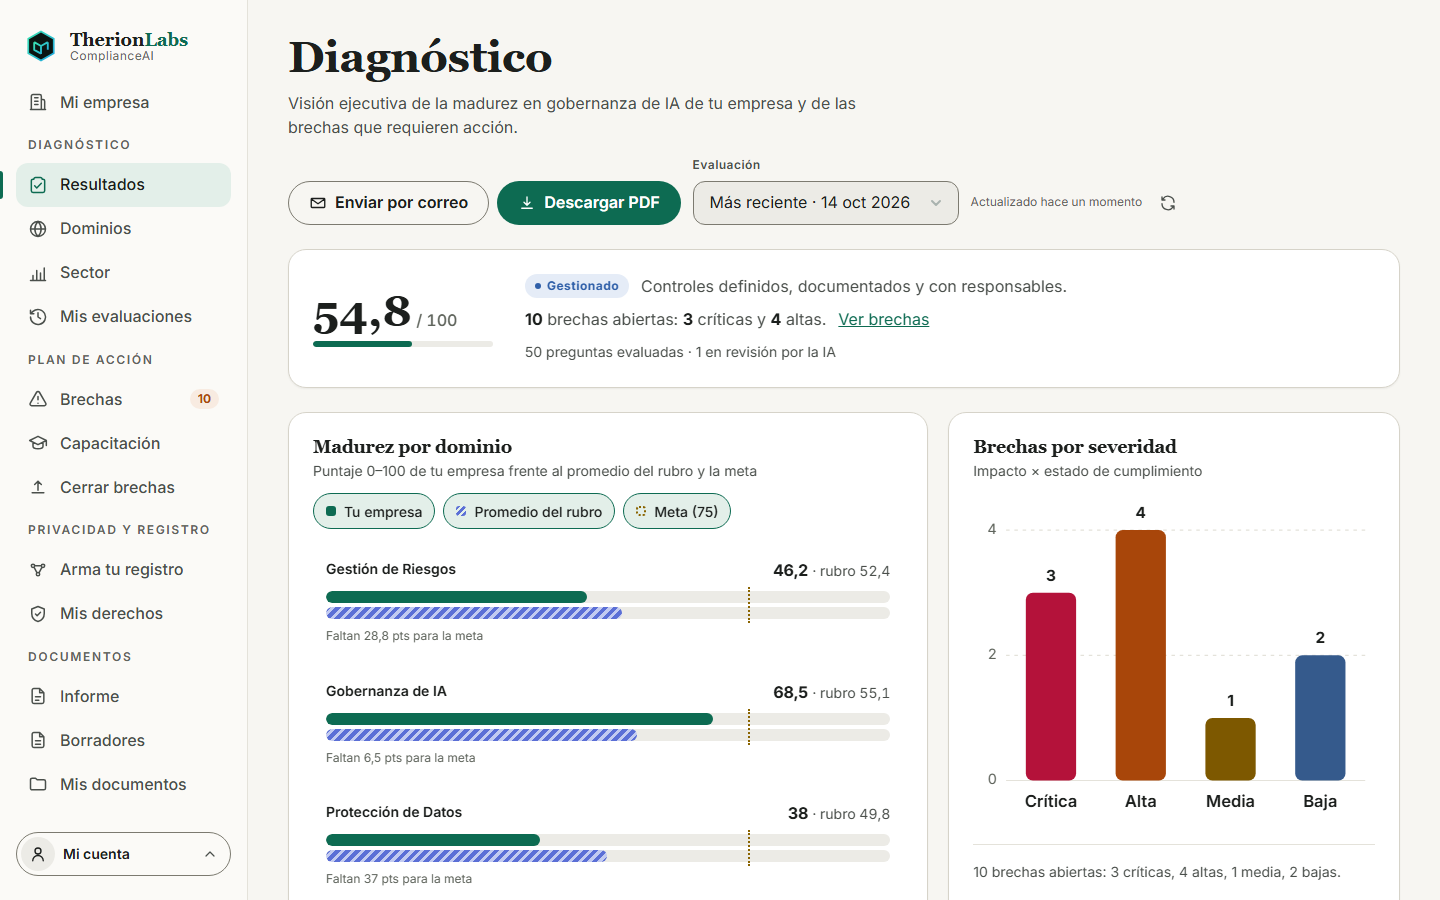 TherionLabs
ComplianceAI
Mi empresa
DIAGNÓSTICO
Resultados
Dominios
Sector
Mis evaluaciones
PLAN DE ACCIÓN
Brechas 10
Capacitación
Cerrar brechas
PRIVACIDAD Y REGISTRO
Arma tu registro
Mis derechos
DOCUMENTOS
Informe
Borradores
Mis documentos
Mi cuenta
Diagnóstico
Visión ejecutiva de la madurez en gobernanza de IA de tu empresa y de las
brechas que requieren acción.
Evaluación
Enviar por correo
Descargar PDF
Más reciente · 14 oct 2026
Actualizado hace un momento
54,8 / 100
Gestionado Controles definidos, documentados y con responsables.
10 brechas abiertas: 3 críticas y 4 altas. Ver brechas
50 preguntas evaluadas · 1 en revisión por la IA
Madurez por dominio
Puntaje 0–100 de tu empresa frente al promedio del rubro y la meta
Tu empresa
Promedio del rubro
Meta (75)
Gestión de Riesgos 46,2 · rubro 52,4
Faltan 28,8 pts para la meta
Gobernanza de IA 68,5 · rubro 55,1
Faltan 6,5 pts para la meta
Protección de Datos 38 · rubro 49,8
Faltan 37 pts para la meta
Brechas por severidad
Impacto × estado de cumplimiento
4
4
3
2
2
1
0
Crítica Alta Media Baja
10 brechas abiertas: 3 críticas, 4 altas, 1 media, 2 bajas.